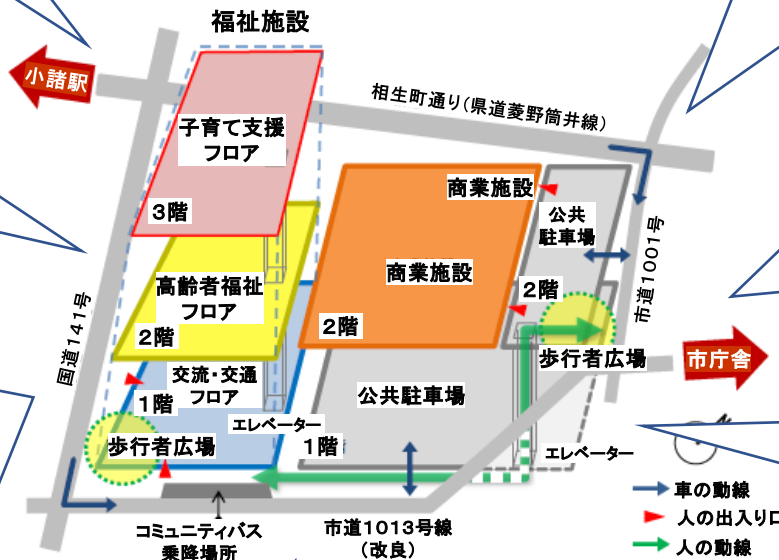 福祉施設
小諸駅
相生町通り(県道菱野筒井線)
子育て支援
フロア
3階
商業施設
公共
駐車場
市道1001号
高齢者福祉
フロア
2階
商業施設
2階
2階
国道141号
歩行者広場
市庁舎
交流・交通
フロア
1階
公共駐車場
エレベーター
1階
歩行者広場
エレベーター
N
コミュニティバス
乗降場所
市道1013号線
(改良)
車の動線
人の出入り口
人の動線